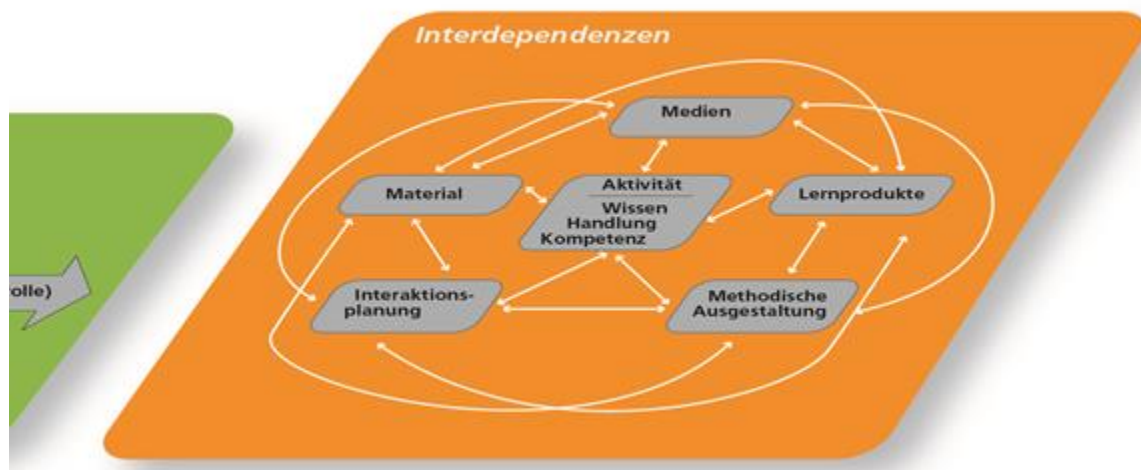 Interdependenzen
Medien
Material
Aktivität
Wissen
Handlung
Kompetenz
Lernprodukte
olle)
Interaktions-
planung
Methodische
Ausgestaltung